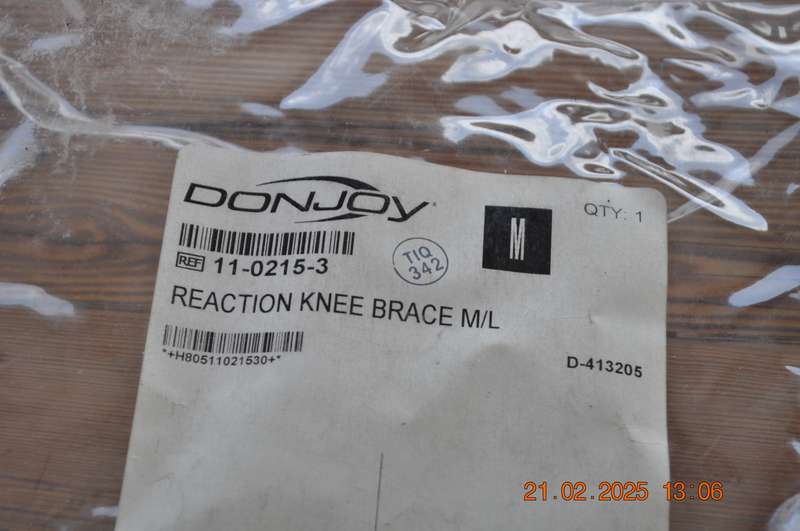 DONJOY
M
QTY: 1
REF 11-0215-3
TIQ
342
REACTION KNEE BRACE M/L
*+H80511021530+*
D-413205
21.02.2025 13:06